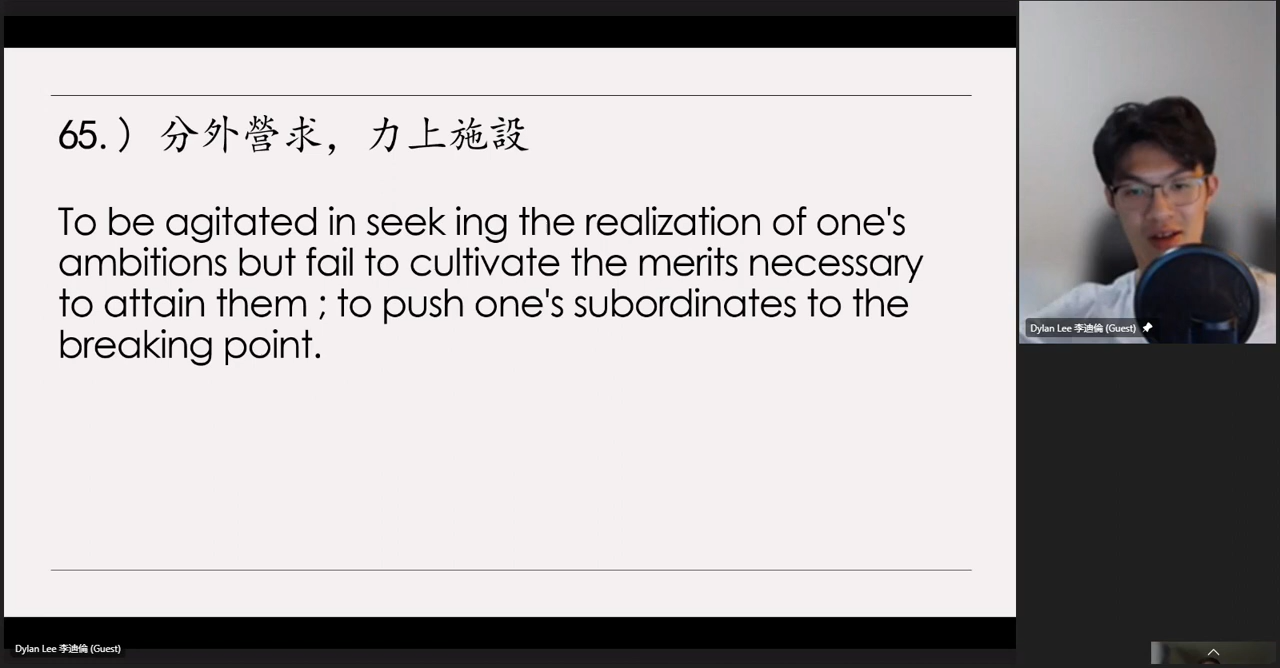 65.）分外營求，力上施設
To be agitated in seek ing the realization of one's
ambitions but fail to cultivate the merits necessary
to attain them ; to push one's subordinates to the
breaking point.
Dylan Lee 李迪倫 (Guest)
Dylan Lee 李迪倫 (Guest)